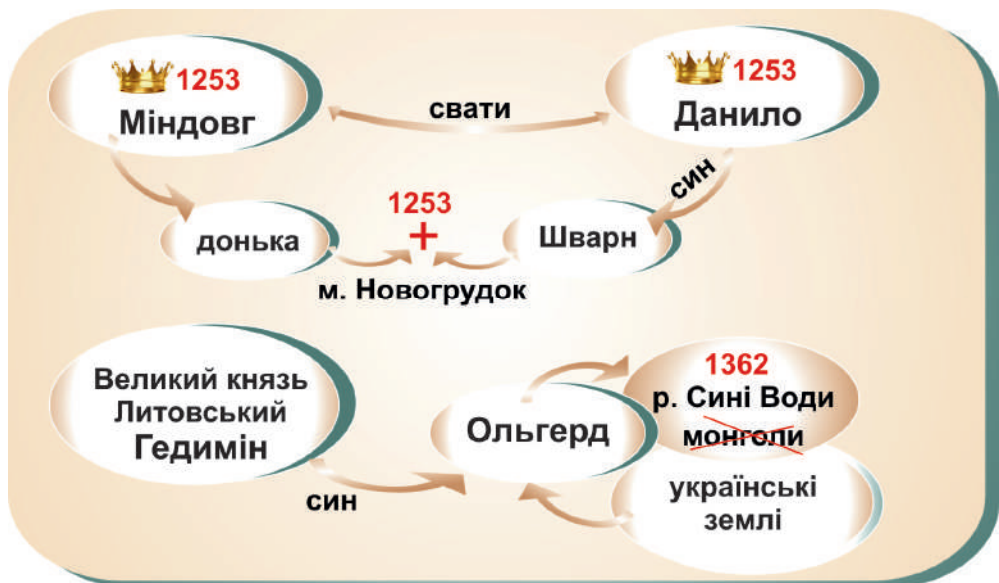 1253
Міндовг
1253
Данило
свати
син
1253
+
донька
Шварн
м. Новогрудок
Великий князь
Литовський
Гедимін
син
Ольгерд
1362
р. Сині Води
монголи
українські
землі